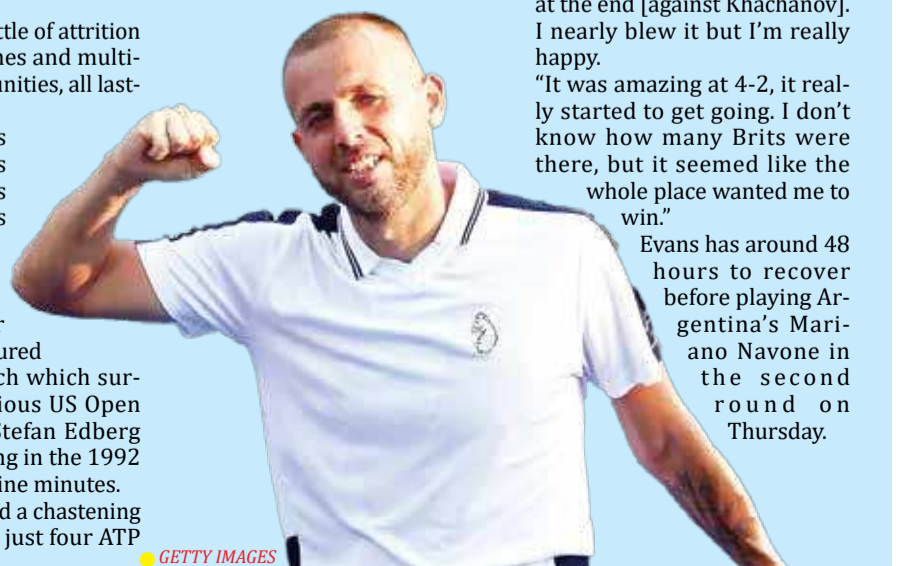 ttle of attrition
nes and multi-
unities, all last-
s
s
s
s
r
ured
ch which sur-
ious US Open
Stefan Edberg
ng in the 1992
ine minutes.
d a chastening
just four ATP
GETTY IMAGES
at the end [against Khachanov].
I nearly blew it but I’m really
happy.
“It was amazing at 4-2, it real-
ly started to get going. I don’t
know how many Brits were
there, but it seemed like the
whole place wanted me to
win.”
Evans has around 48
hours to recover
before playing Ar-
gentina’s Mari-
ano Navone in
the second
round on
Thursday.